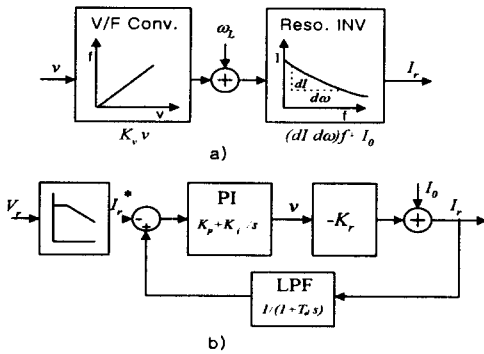 V/F Conv.
Reso. INV
ω_L
v
f
v
I
dI
dω
f
I_r
K_v v
(dI dω)f + I_0
a)
V_r
I_r*
-
+
PI
K_p+K_i/s
v
-K_r
I_0
I_r
LPF
1/(1+T_d s)
b)